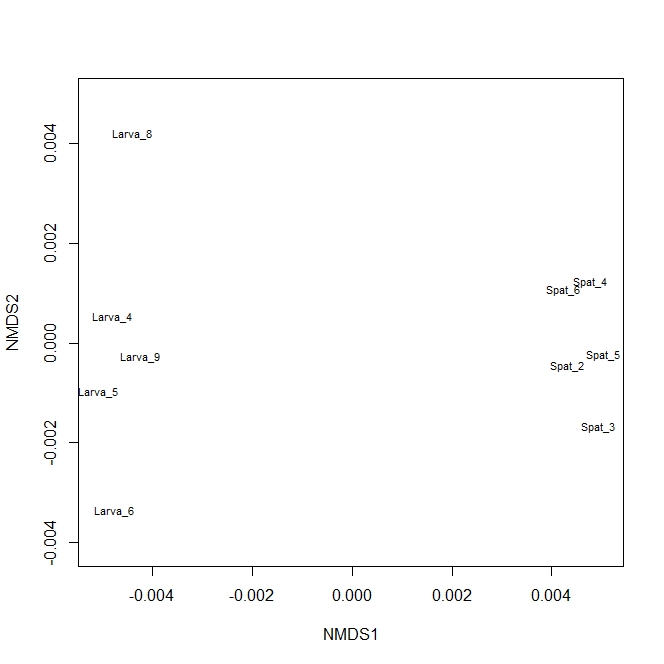 0.004
0.002
0.000
-0.002
-0.004
NMDS2
Larva_8
Spat_4
Spat_6
Larva_4
Spat_5
Larva_9
Spat_2
Larva_5
Spat_3
Larva_6
-0.004 -0.002 0.000 0.002 0.004
NMDS1